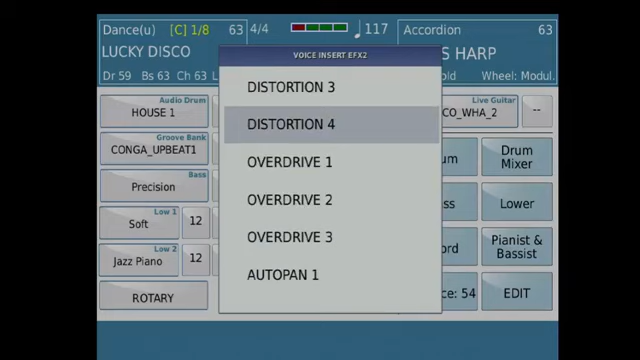 Dance(u) [C] 1/8 63 4/4 117 Accordion 63
LUCKY DISCO S HARP
Dr 59 Bs 63 Ch 63 old Wheel: Modul.
VOICE INSERT EFX2
DISTORTION 3
DISTORTION 4
OVERDRIVE 1
OVERDRIVE 2
OVERDRIVE 3
AUTOPAN 1
Audio Drum
HOUSE 1
Groove Bank
CONGA_UPBEAT1
Bass
Precision
Low 1
Soft 12
Low 2
Jazz Piano 12
ROTARY
Live Guitar
CO_WHA_2 --
um Drum
Mixer
ss Lower
ord Pianist &
Bassist
ce: 54 EDIT